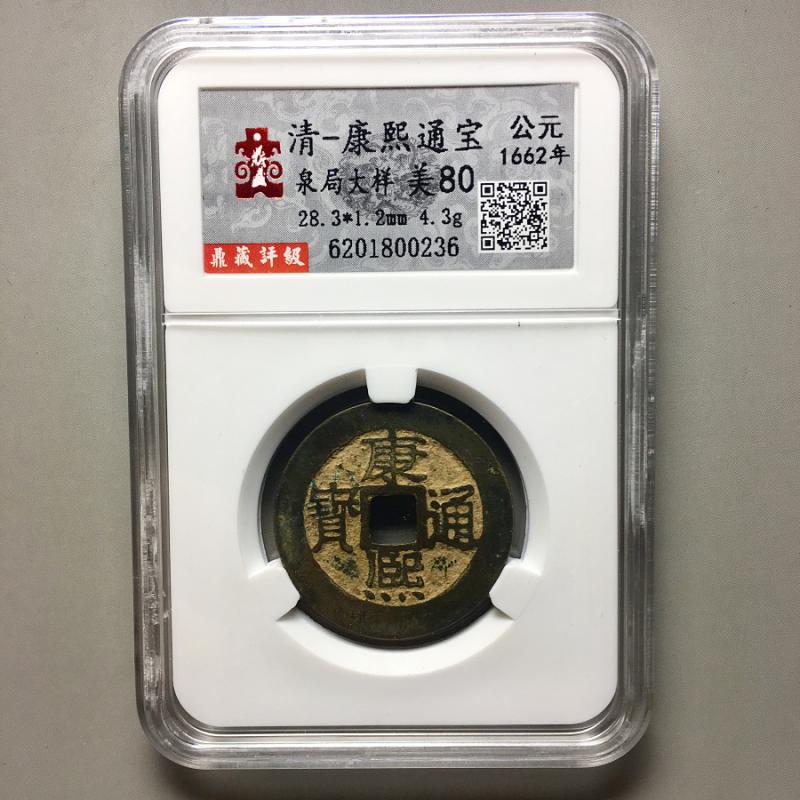 清-康熙通宝
公元
1662年
泉局大样 美80
28.3*1.2mm 4.3g
鼎藏評級
6201800236
康熙通寶